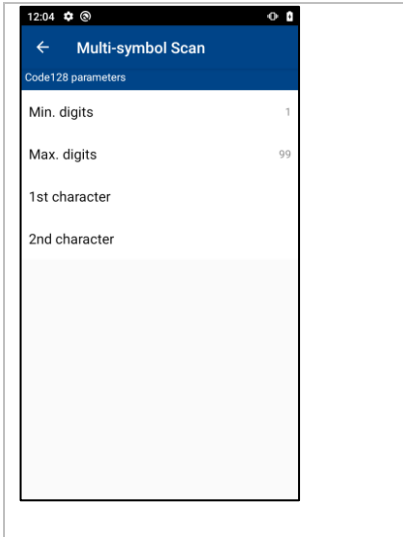 12:04
Multi-symbol Scan
Code128 parameters
Min. digits 1
Max. digits 99
1st character
2nd character